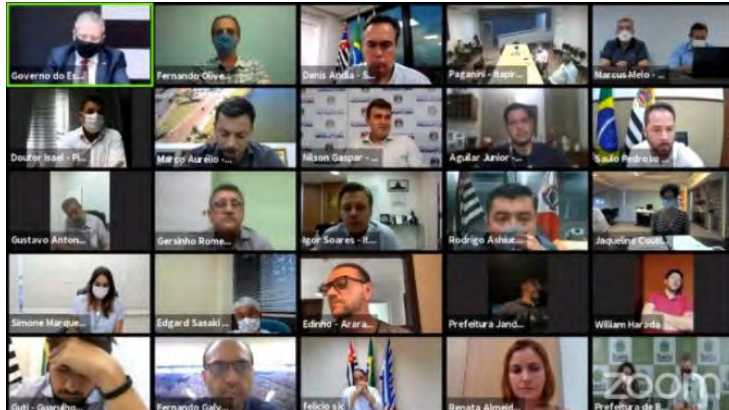 Governo do Es...
Fernando Olive...
Denis Andia - S...
Paganini - Itapir...
Marcus Melo - ...
Doutor Isael - Pi...
Marco Aurélio -...
Nilson Gaspar - ...
Aguilar Junior -...
Saulo Pedroso ...
Gustavo Anton...
Gersinho Rome...
Igor Soares - It...
Rodrigo Ashiuc...
Jaqueline Couti...
Simone Marque...
Edgard Sasaki ...
Edinho - Arara...
Prefeitura Jand...
William Harada
Guti - Guarulho...
Fernando Galv...
felicio s i c
Renata Almeid...
Prefeitura de B...
zoom